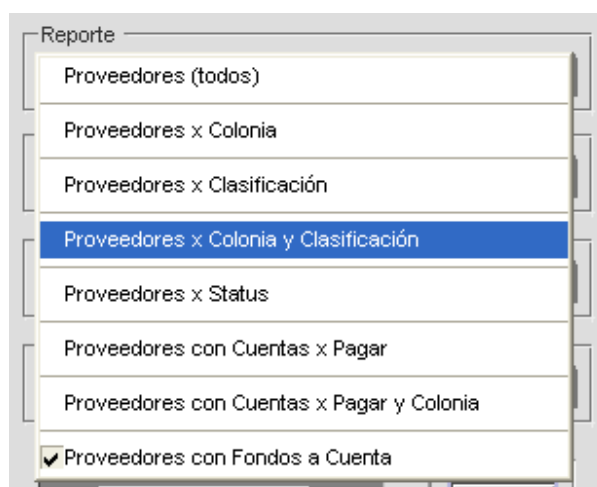 Reporte
Proveedores (todos)
Proveedores x Colonia
Proveedores x Clasificación
Proveedores x Colonia y Clasificación
Proveedores x Status
Proveedores con Cuentas x Pagar
Proveedores con Cuentas x Pagar y Colonia
Proveedores con Fondos a Cuenta